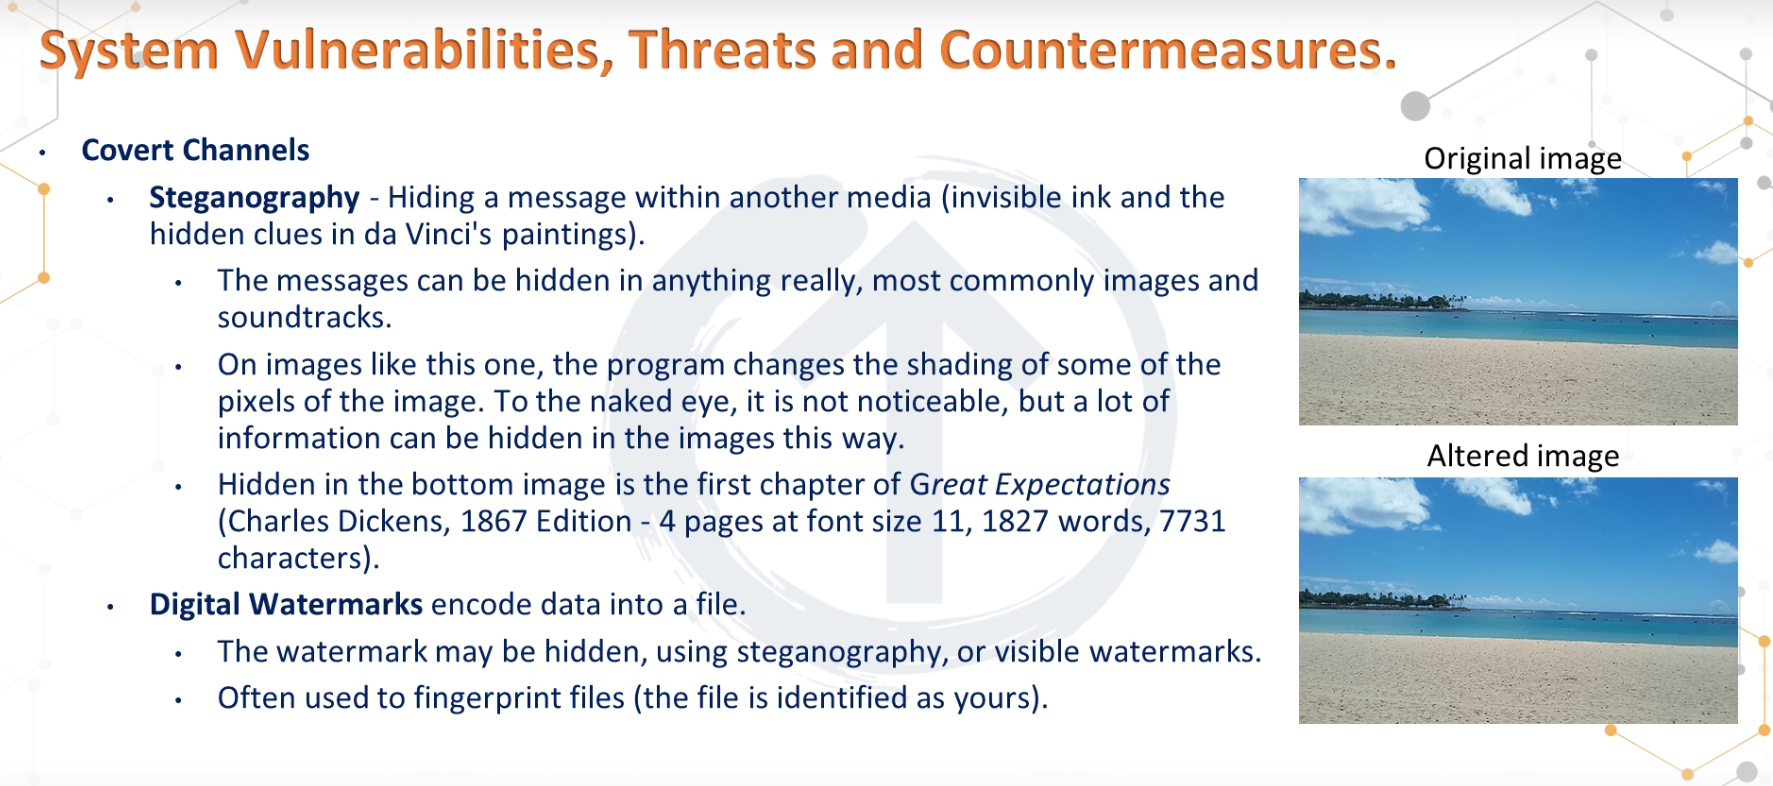 System Vulnerabilities, Threats and Countermeasures.
• Covert Channels
• Steganography - Hiding a message within another media (invisible ink and the
hidden clues in da Vinci's paintings).
• The messages can be hidden in anything really, most commonly images and
soundtracks.
• On images like this one, the program changes the shading of some of the
pixels of the image. To the naked eye, it is not noticeable, but a lot of
information can be hidden in the images this way.
• Hidden in the bottom image is the first chapter of Great Expectations
(Charles Dickens, 1867 Edition - 4 pages at font size 11, 1827 words, 7731
characters).
• Digital Watermarks encode data into a file.
• The watermark may be hidden, using steganography, or visible watermarks.
• Often used to fingerprint files (the file is identified as yours).
Original image
Altered image